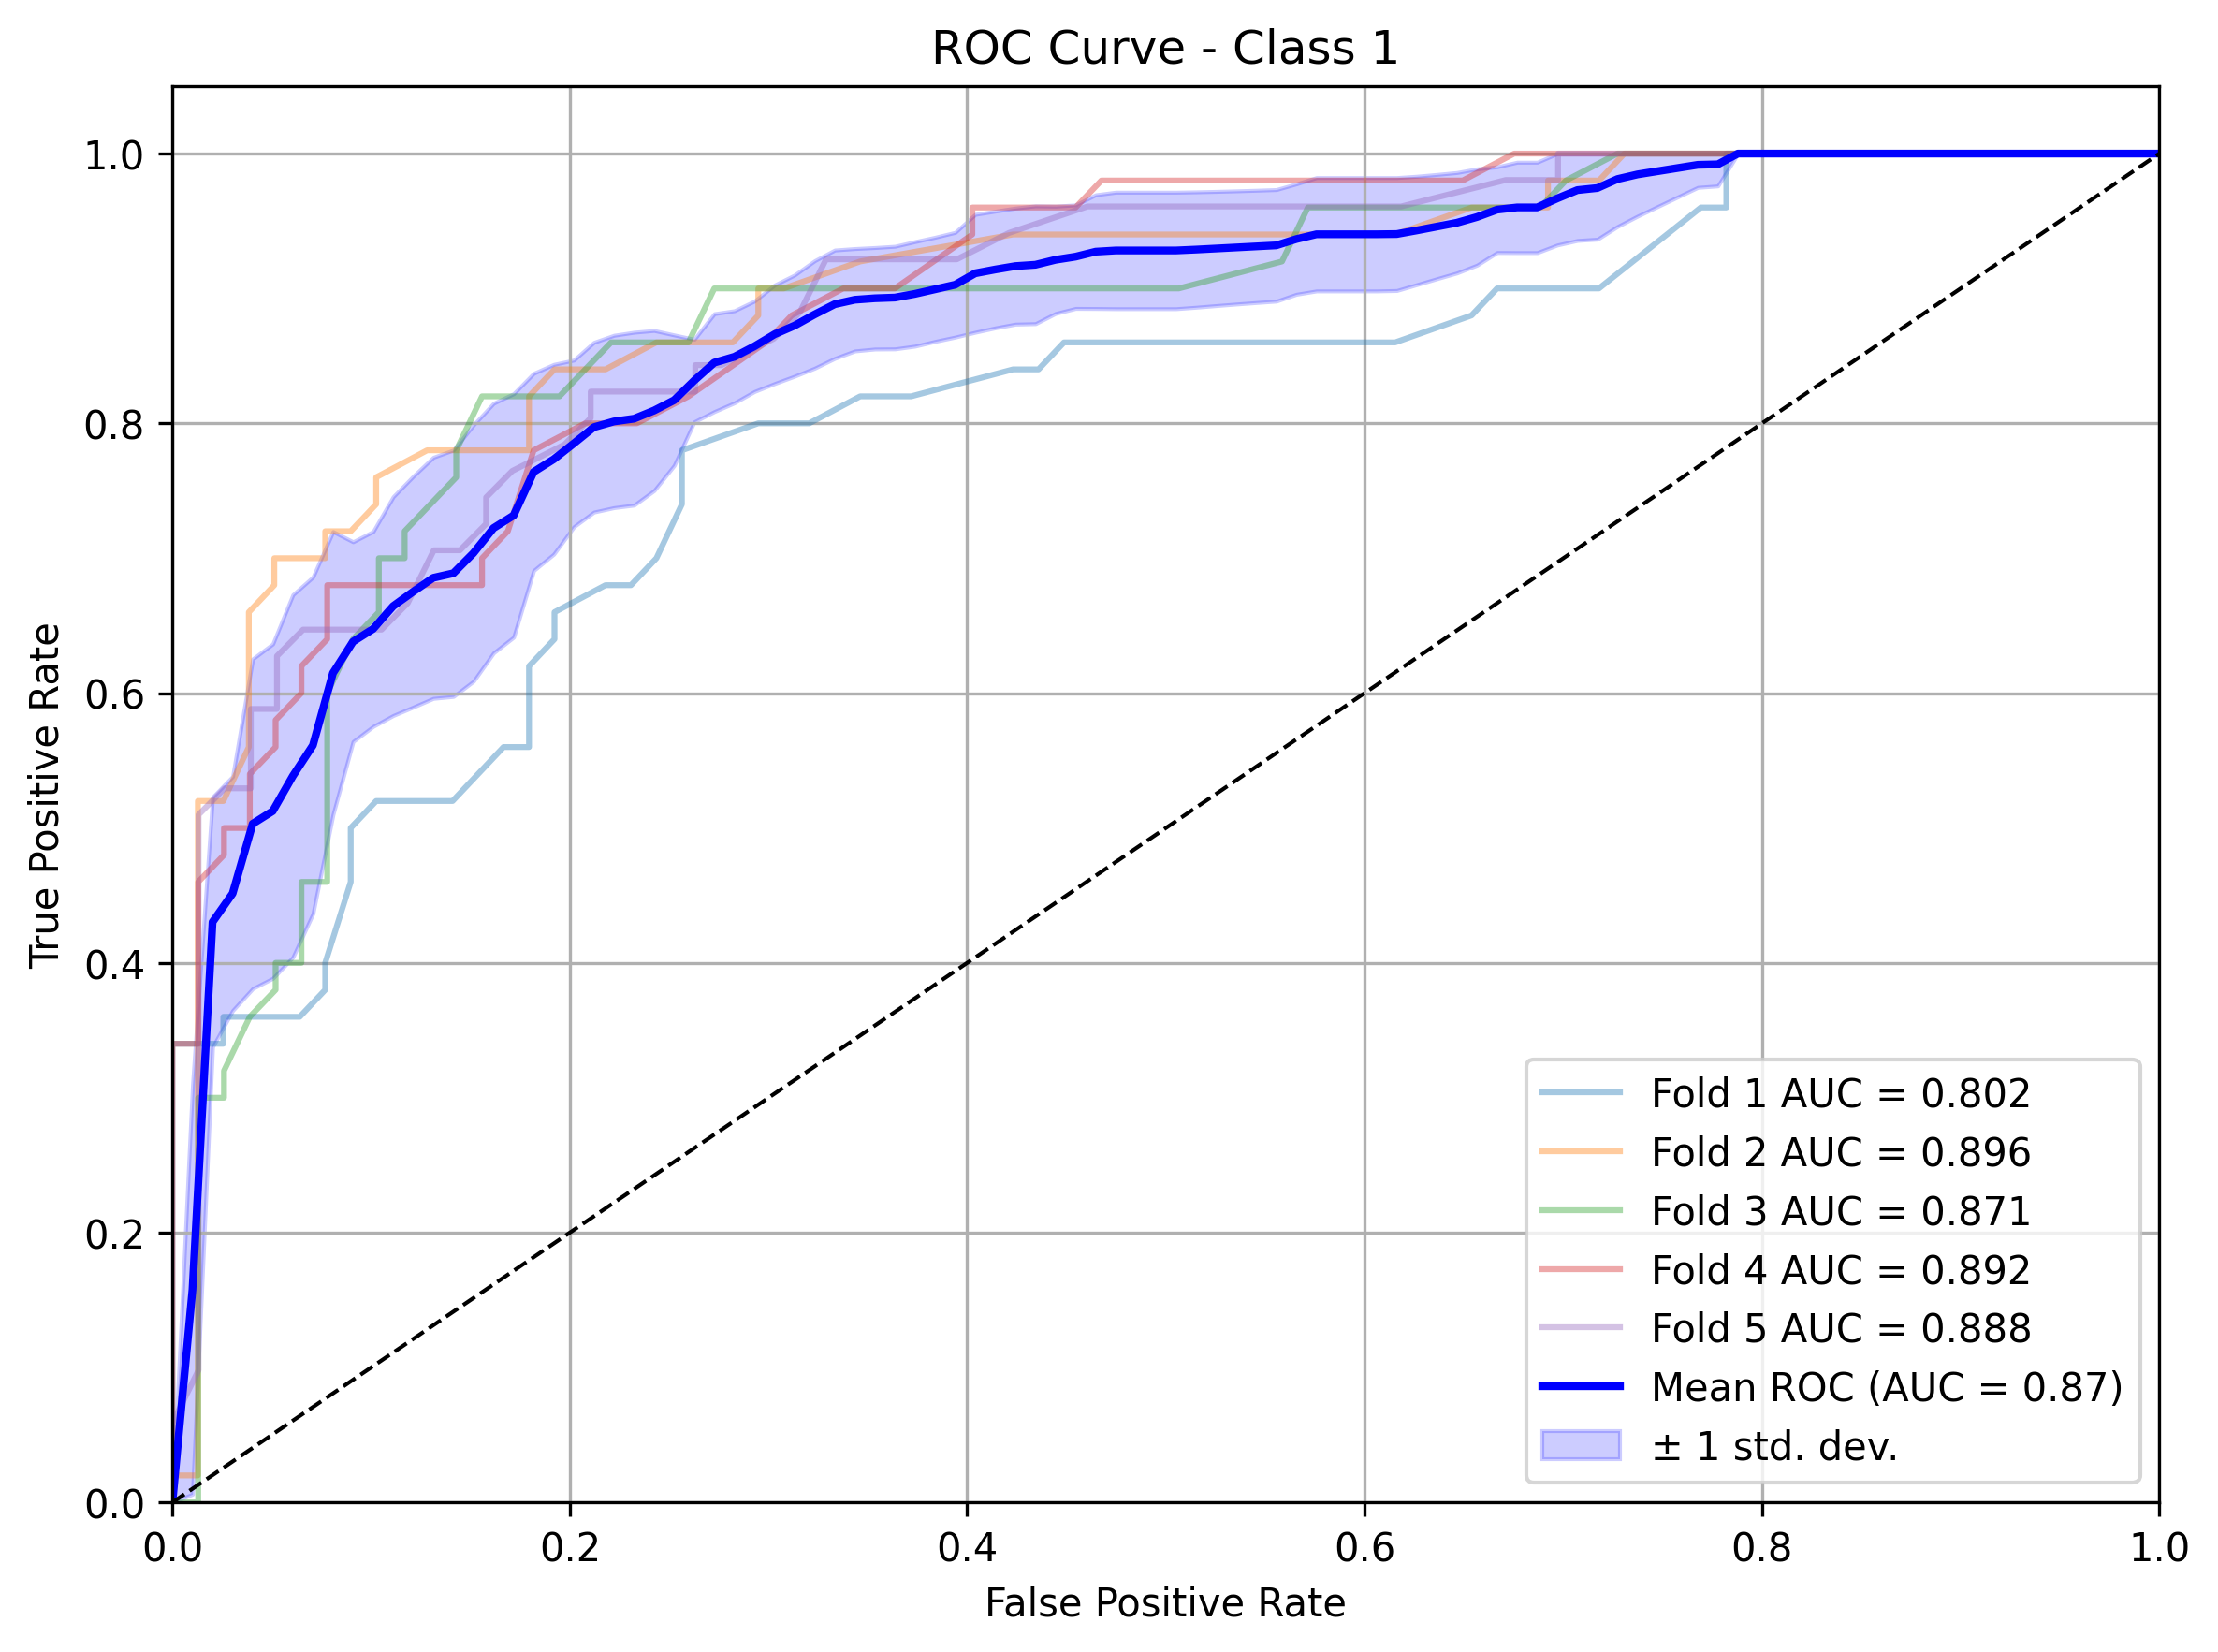 ROC Curve - Class 1
True Positive Rate
1.0
0.8
0.6
0.4
0.2
0.0
0.0 0.2 0.4 0.6 0.8 1.0
False Positive Rate
Fold 1 AUC = 0.802
Fold 2 AUC = 0.896
Fold 3 AUC = 0.871
Fold 4 AUC = 0.892
Fold 5 AUC = 0.888
Mean ROC (AUC = 0.87)
± 1 std. dev.